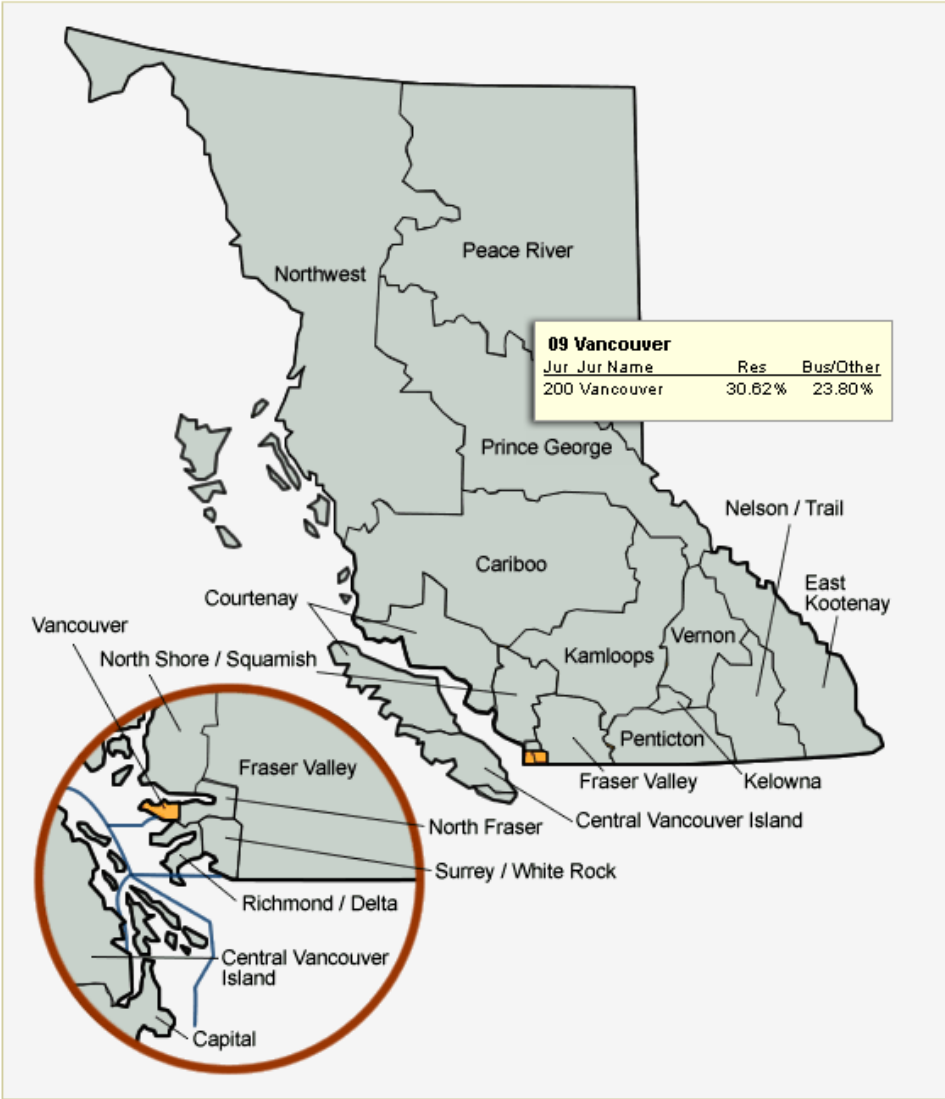 Peace River
Northwest
09 Vancouver
Jur Jur Name Res Bus/Other
200 Vancouver 30.62% 23.80%
Prince George
Nelson / Trail
Cariboo
East
Kootenay
Courtenay
Vancouver
Vernon
North Shore / Squamish
Kamloops
Penticton
Fraser Valley
Fraser Valley
Kelowna
North Fraser
Central Vancouver Island
Surrey / White Rock
Richmond / Delta
Central Vancouver
Island
Capital